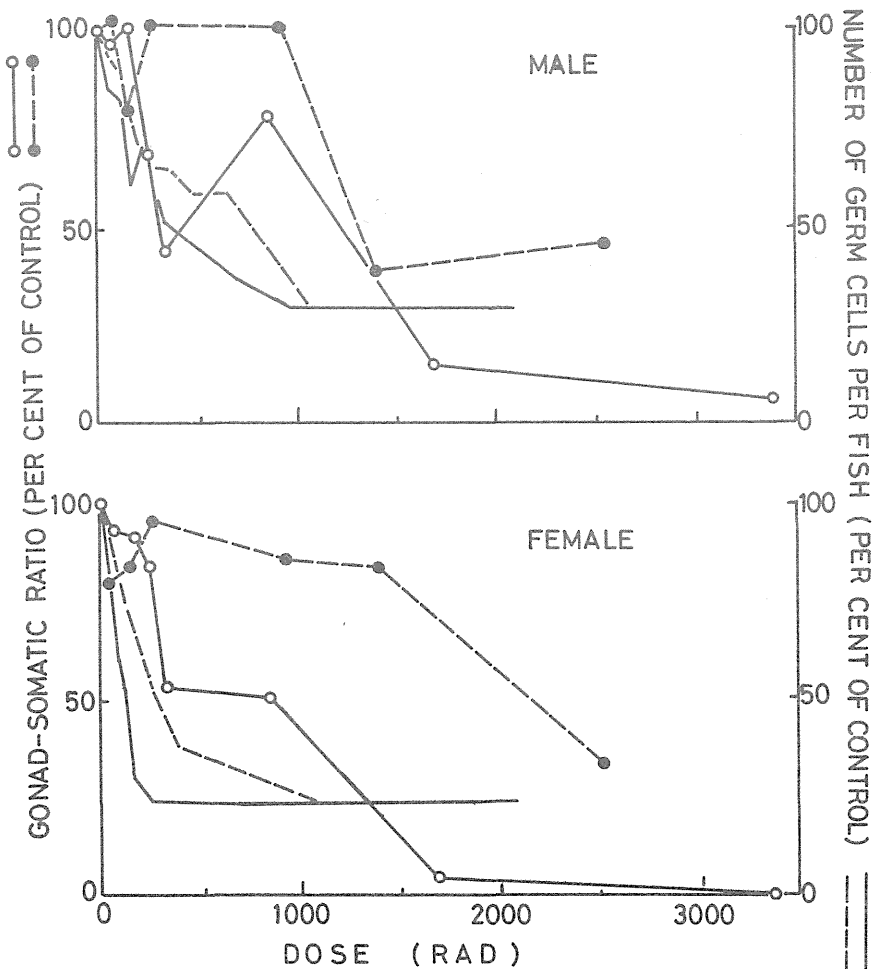 GONAD-SOMATIC RATIO (PER CENT OF CONTROL)
100
50
0
MALE
100
50
0
100
50
0
FEMALE
100
50
0
0 1000 2000 3000
DOSE (RAD)
NUMBER OF GERM CELLS PER FISH (PER CENT OF CONTROL)